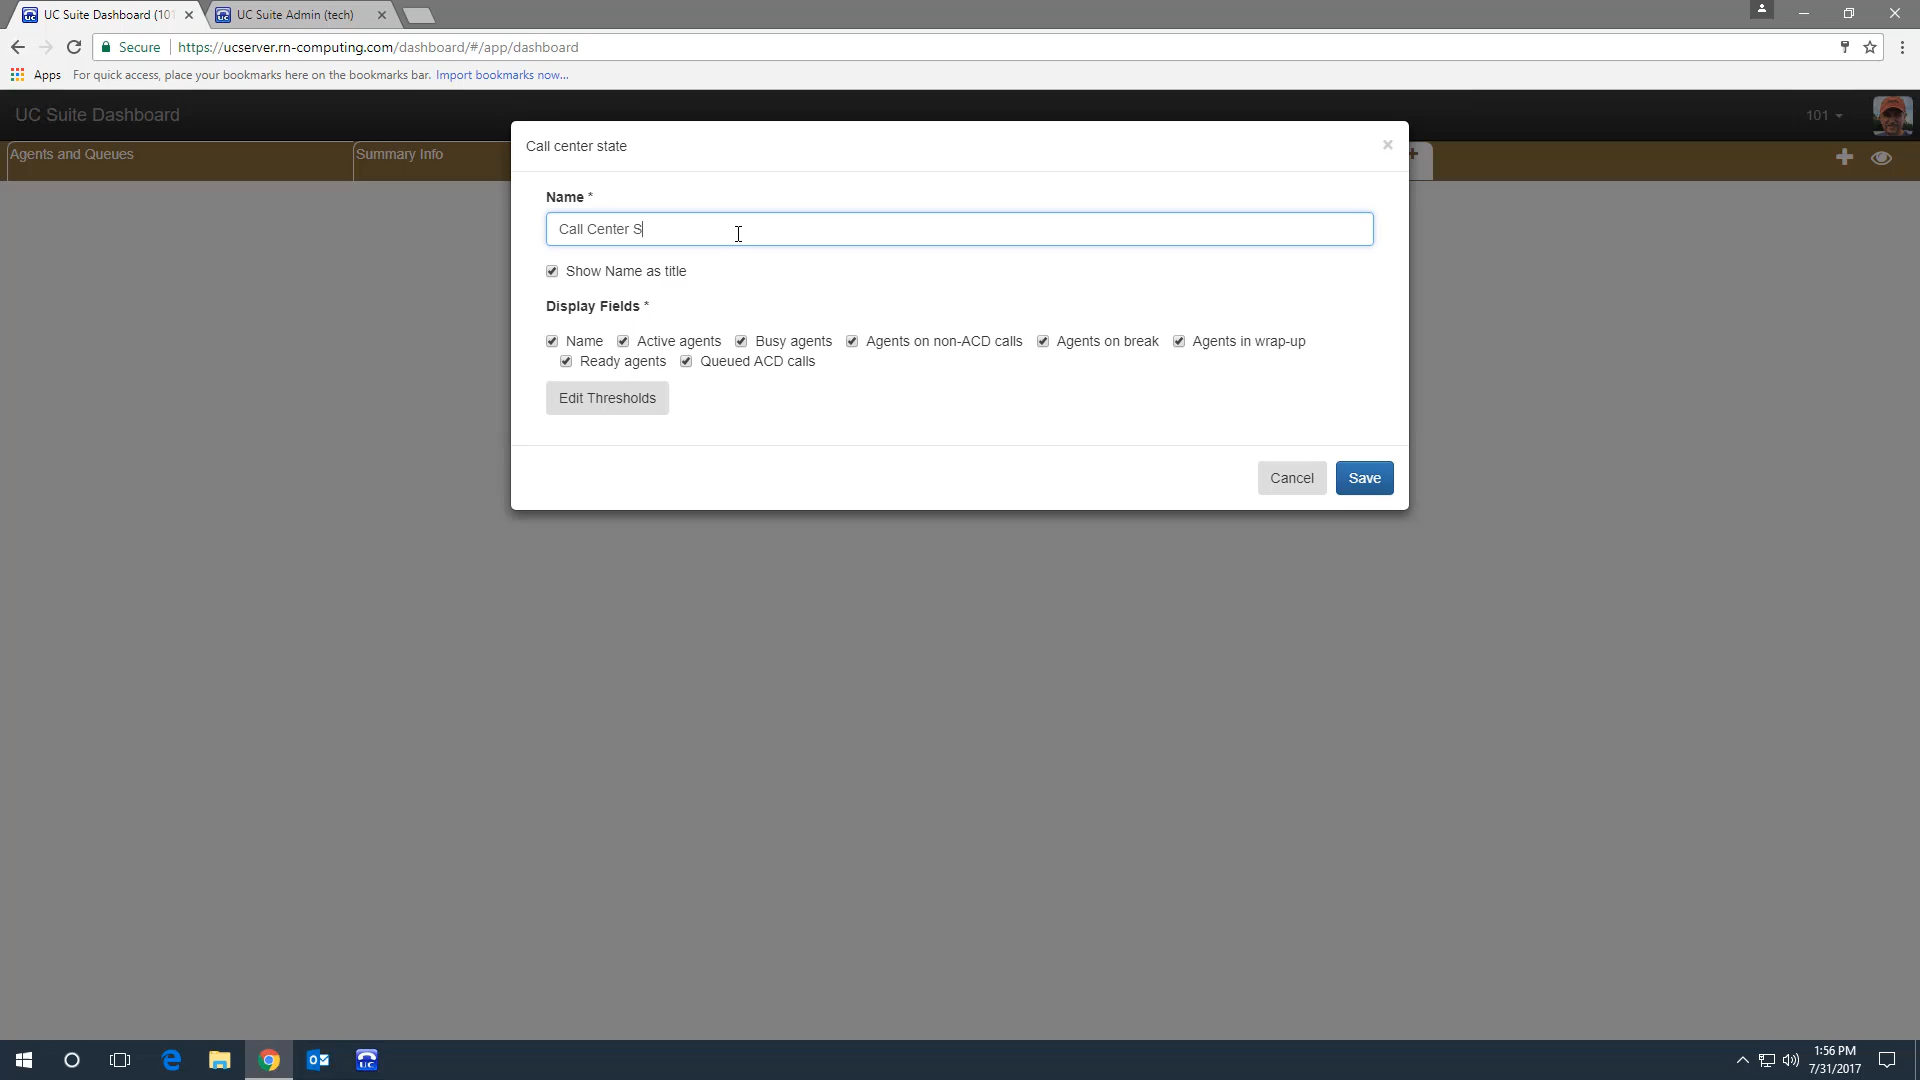 UC Suite Dashboard (101
UC Suite Admin (tech)
Secure
https://ucserver.rn-computing.com/dashboard/#/app/dashboard
Apps
For quick access, place your bookmarks here on the bookmarks bar. Import bookmarks now...
UC Suite Dashboard
101
Agents and Queues
Summary Info
Call center state
×
Name *
Call Center S
Show Name as title
Display Fields *
Name Active agents Busy agents Agents on non-ACD calls Agents on break Agents in wrap-up
Ready agents Queued ACD calls
Edit Thresholds
Cancel Save
UC
1:56 PM
7/31/2017